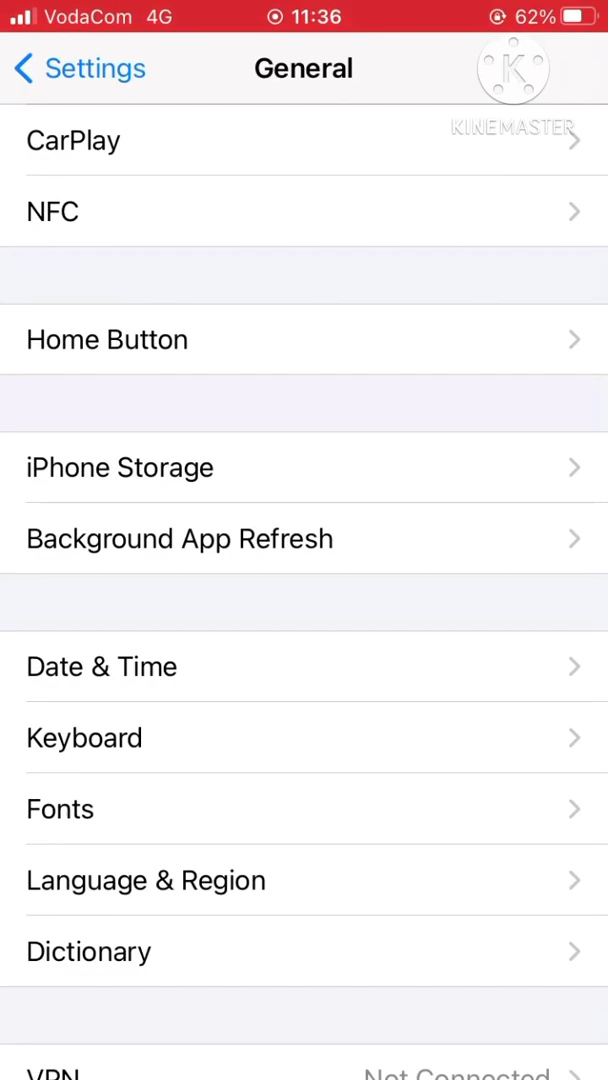 VodaCom 4G 11:36 62%
Settings General
K
KINEMASTER
CarPlay
NFC
Home Button
iPhone Storage
Background App Refresh
Date & Time
Keyboard
Fonts
Language & Region
Dictionary
VPN Not Connected